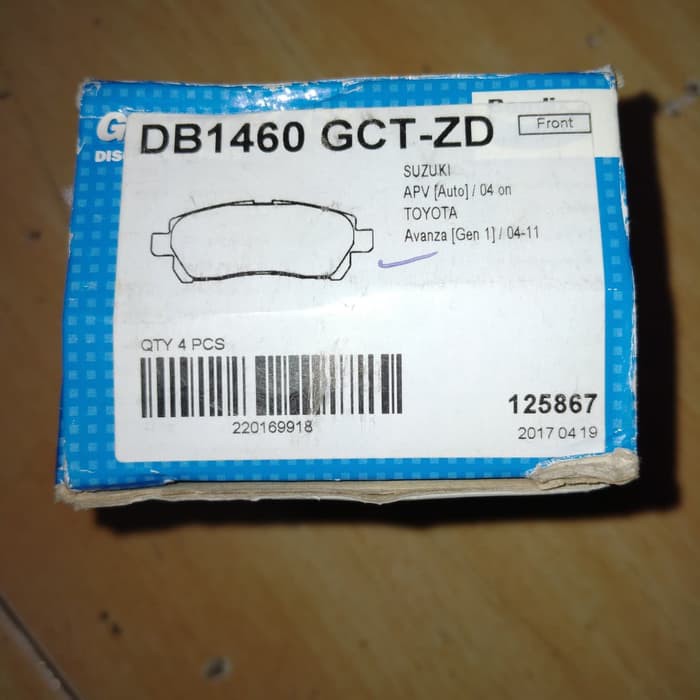 DB1460 GCT-ZD
Front
SUZUKI
APV [Auto] / 04 on
TOYOTA
Avanza [Gen 1] / 04-11
QTY 4 PCS
220169918
125867
2017 04 19